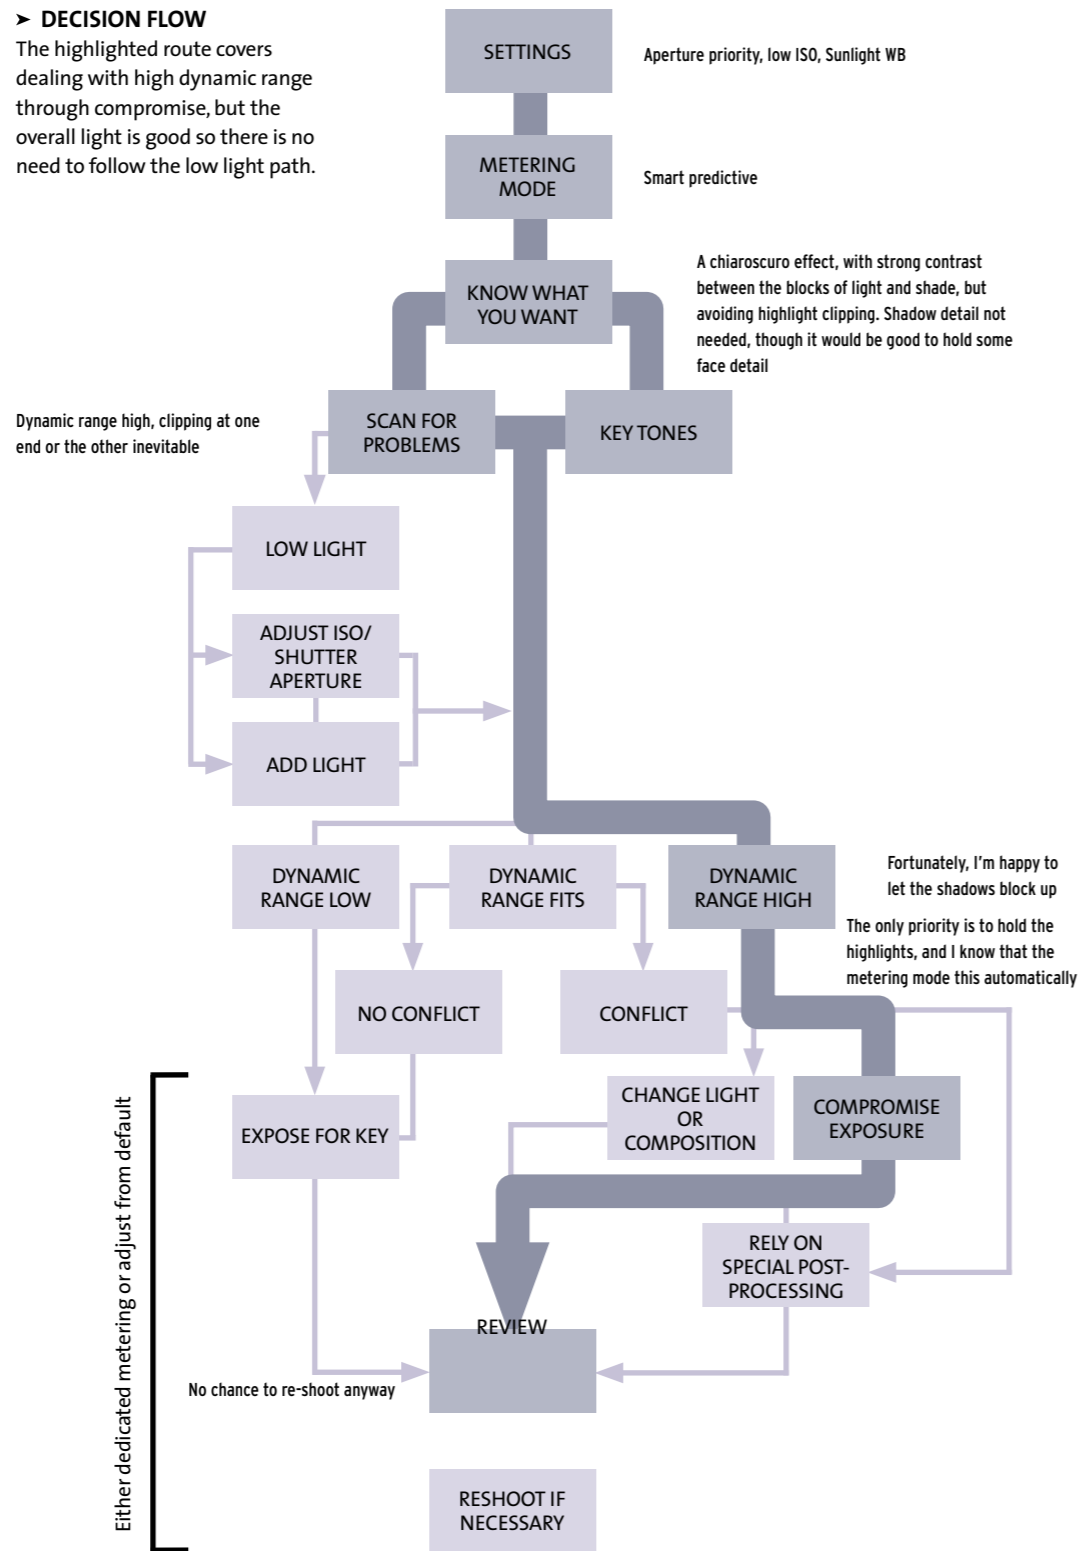 ➤ DECISION FLOW
The highlighted route covers
dealing with high dynamic range
through compromise, but the
overall light is good so there is no
need to follow the low light path.
SETTINGS
Aperture priority, low ISO, Sunlight WB
METERING
MODE
Smart predictive
KNOW WHAT
YOU WANT
A chiaroscuro effect, with strong contrast
between the blocks of light and shade, but
avoiding highlight clipping. Shadow detail not
needed, though it would be good to hold some
face detail
Dynamic range high, clipping at one
end or the other inevitable
SCAN FOR
PROBLEMS
KEY TONES
LOW LIGHT
ADJUST ISO/
SHUTTER
APERTURE
ADD LIGHT
DYNAMIC
RANGE LOW
DYNAMIC
RANGE FITS
DYNAMIC
RANGE HIGH
Fortunately, I'm happy to
let the shadows block up
The only priority is to hold the
highlights, and I know that the
metering mode this automatically
NO CONFLICT
CONFLICT
EXPOSE FOR KEY
CHANGE LIGHT
OR
COMPOSITION
COMPROMISE
EXPOSURE
RELY ON
SPECIAL POST-
PROCESSING
REVIEW
No chance to re-shoot anyway
RESHOOT IF
NECESSARY
Either dedicated metering or adjust from default